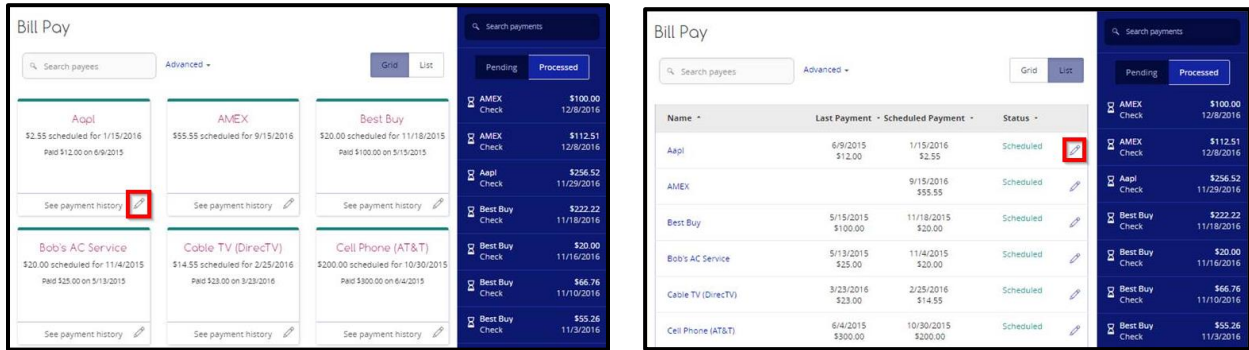 Bill Pay
Search payees
Advanced
Grid List
Aapl
$2.55 scheduled for 1/15/2016
Paid $12.00 on 6/9/2015
See payment history
AMEX
$55.55 scheduled for 9/15/2016
See payment history
Best Buy
$20.00 scheduled for 11/18/2015
Paid $100.00 on 5/15/2015
See payment history
Bob's AC Service
$20.00 scheduled for 11/4/2015
Paid $25.00 on 5/13/2015
See payment history
Cable TV (DirecTV)
$14.55 scheduled for 2/25/2016
Paid $23.00 on 3/23/2016
See payment history
Cell Phone (AT&T)
$200.00 scheduled for 10/30/2015
Paid $300.00 on 6/4/2015
See payment history
Search payments
Pending Processed
AMEX $100.00
Check 12/8/2016
AMEX $112.51
Check 12/8/2016
Aapl $256.52
Check 11/29/2016
Best Buy $222.22
Check 11/18/2016
Best Buy $20.00
Check 11/16/2016
Best Buy $66.76
Check 11/10/2016
Best Buy $55.26
Check 11/3/2016
Bill Pay
Search payees
Advanced
Grid List
Name Last Payment Scheduled Payment Status
Aapl 6/9/2015 1/15/2016 Scheduled
$12.00 $2.55
AMEX 9/15/2016 Scheduled
$55.55
Best Buy 5/15/2015 11/18/2015 Scheduled
$100.00 $20.00
Bob's AC Service 5/13/2015 11/4/2015 Scheduled
$25.00 $20.00
Cable TV (DirecTV) 3/23/2016 2/25/2016 Scheduled
$23.00 $14.55
Cell Phone (AT&T) 6/4/2015 10/30/2015 Scheduled
$300.00 $200.00
Search payments
Pending Processed
AMEX $100.00
Check 12/8/2016
AMEX $112.51
Check 12/8/2016
Aapl $256.52
Check 11/29/2016
Best Buy $222.22
Check 11/18/2016
Best Buy $20.00
Check 11/16/2016
Best Buy $66.76
Check 11/10/2016
Best Buy $55.26
Check 11/3/2016